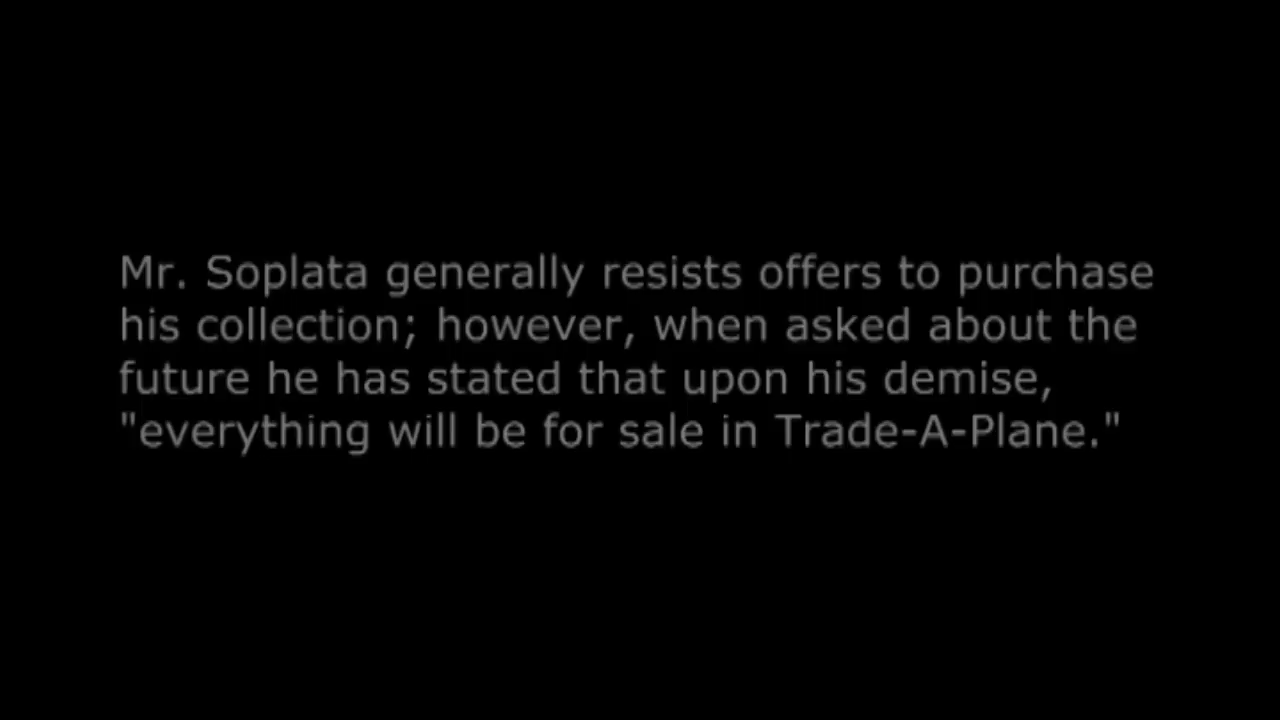 Mr. Soplata generally resists offers to purchase
his collection; however, when asked about the
future he has stated that upon his demise,
"everything will be for sale in Trade-A-Plane."